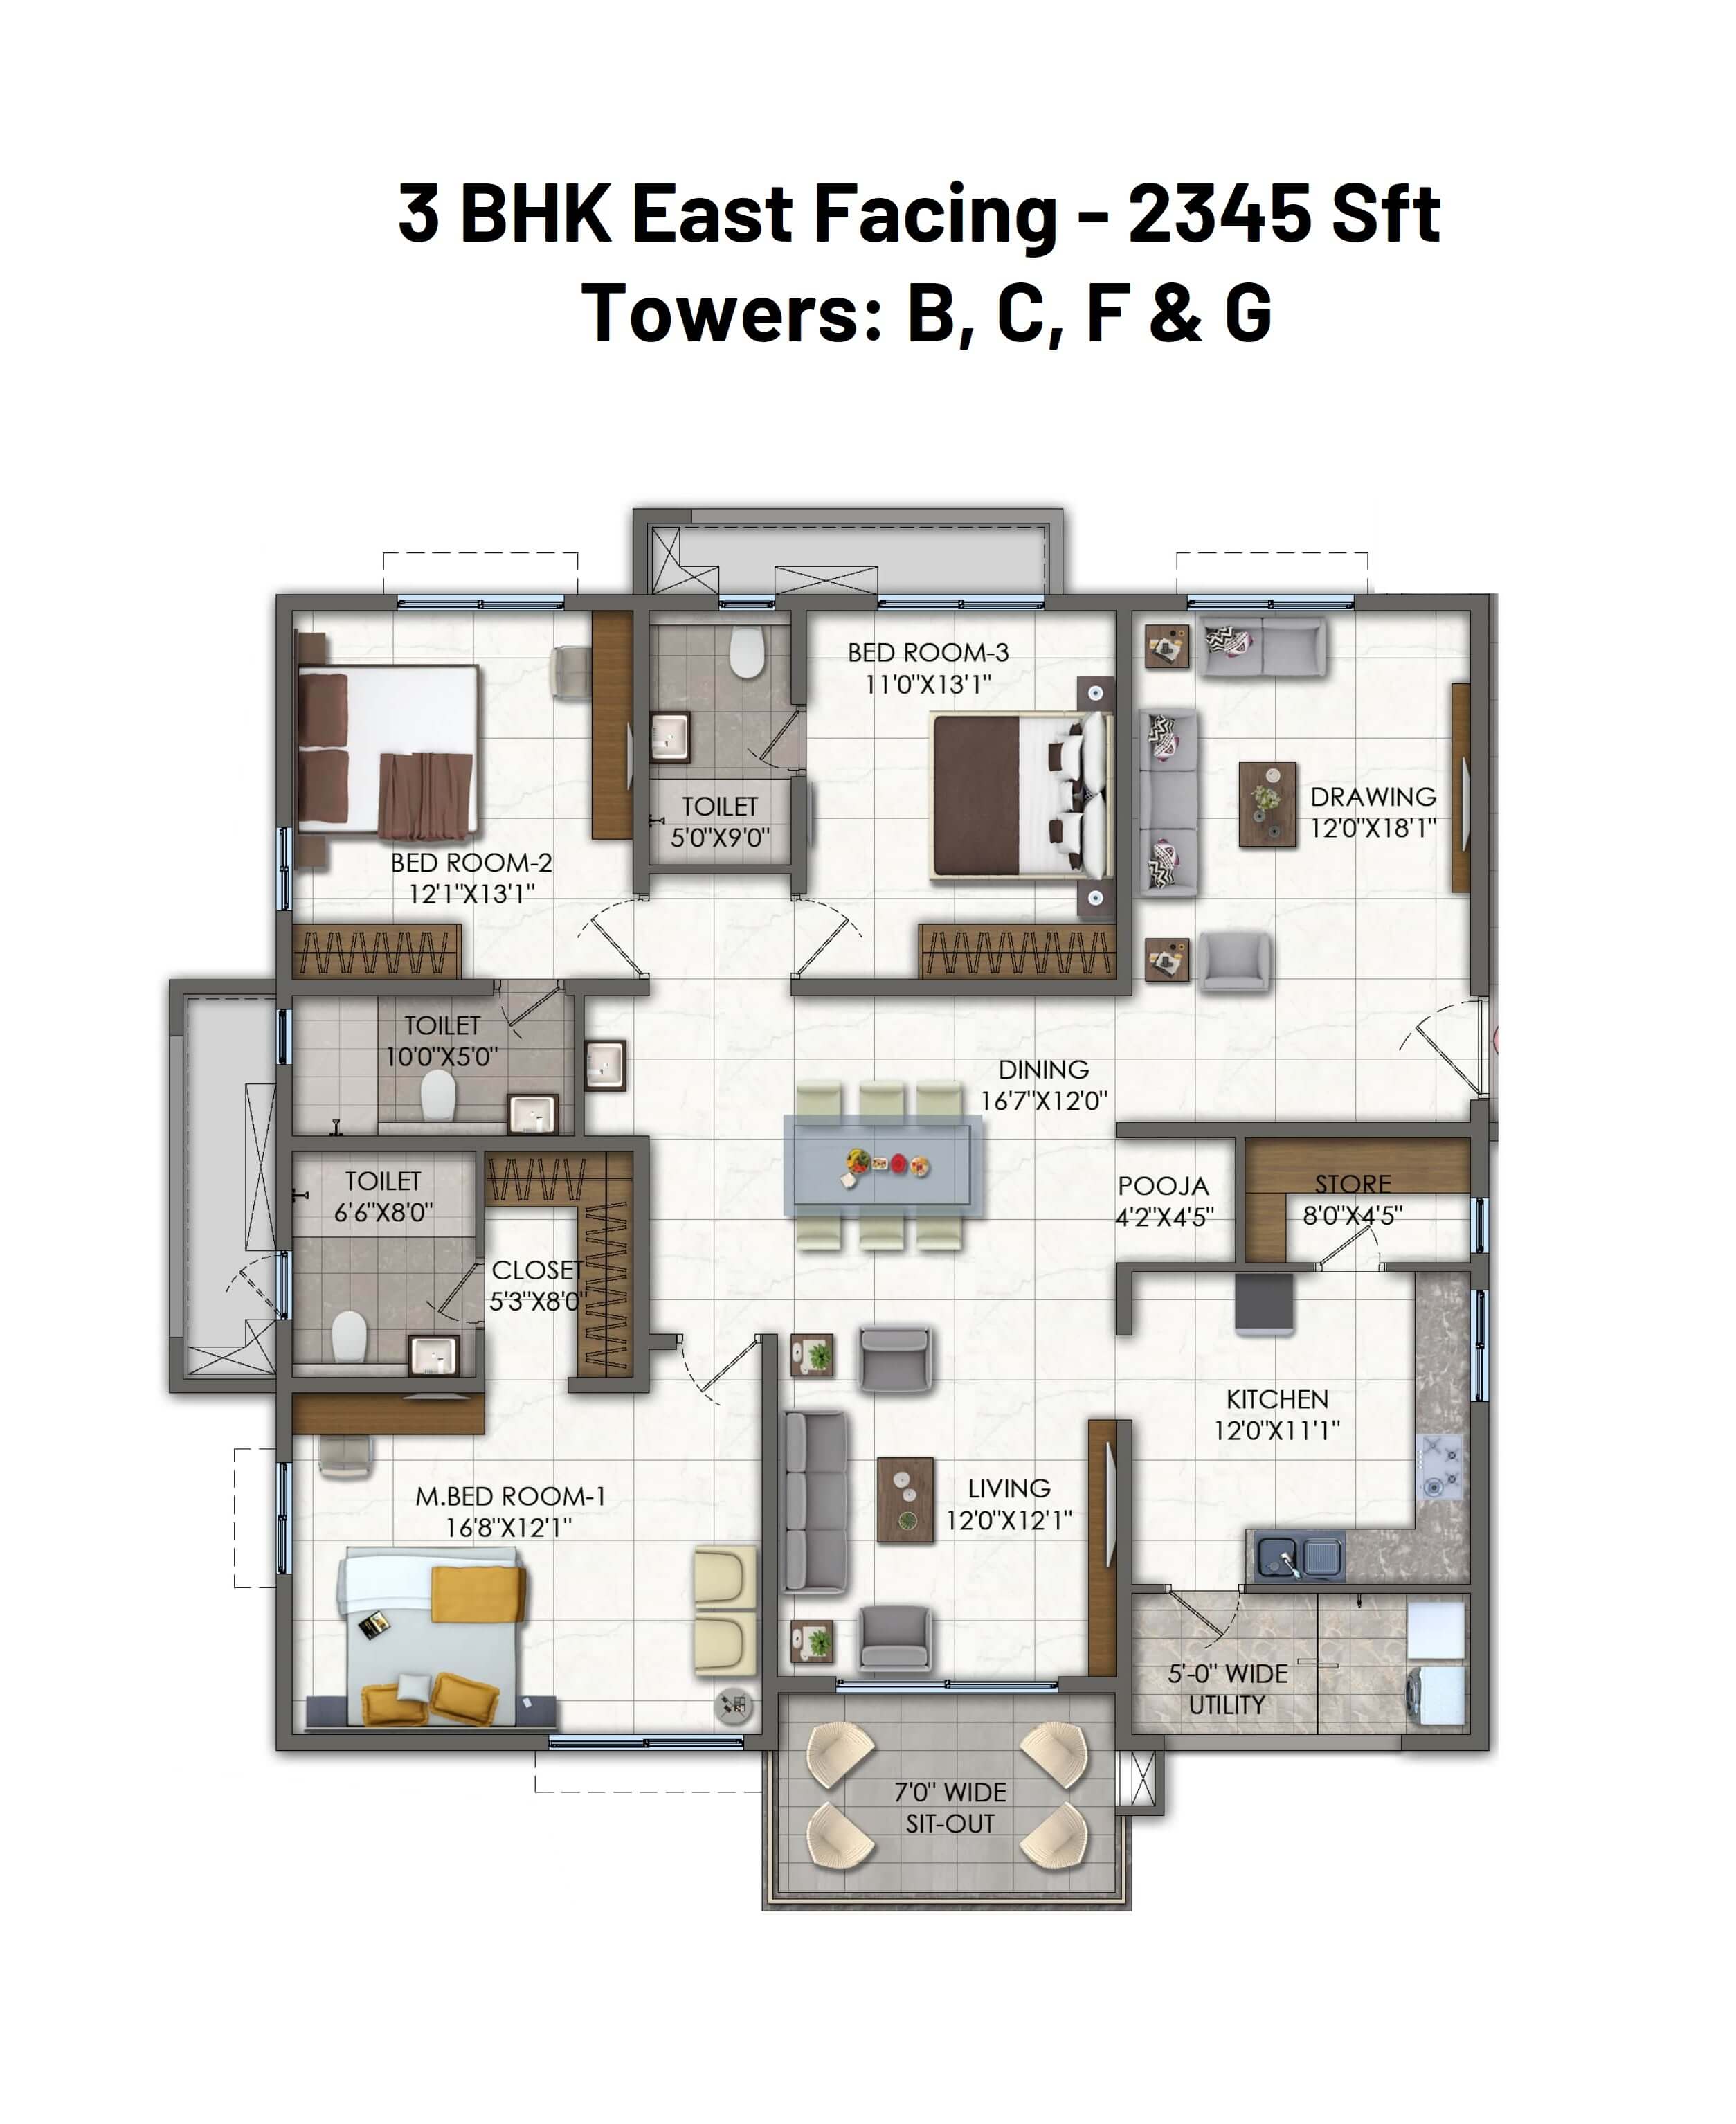 3 BHK East Facing - 2345 Sft
Towers: B, C, F & G
BED ROOM-3
11'0"X13'1"
DRAWING
12'0"X18'1"
TOILET
5'0"X9'0"
BED ROOM-2
12'1"X13'1"
TOILET
10'0"X5'0"
DINING
16'7"X12'0"
TOILET
6'6"X8'0"
POOJA
4'2"X4'5"
STORE
8'0"X4'5"
CLOSET
5'3"X8'0"
KITCHEN
12'0"X11'1"
M.BED ROOM-1
16'8"X12'1"
LIVING
12'0"X12'1"
5'-0" WIDE
UTILITY
7'0" WIDE
SIT-OUT